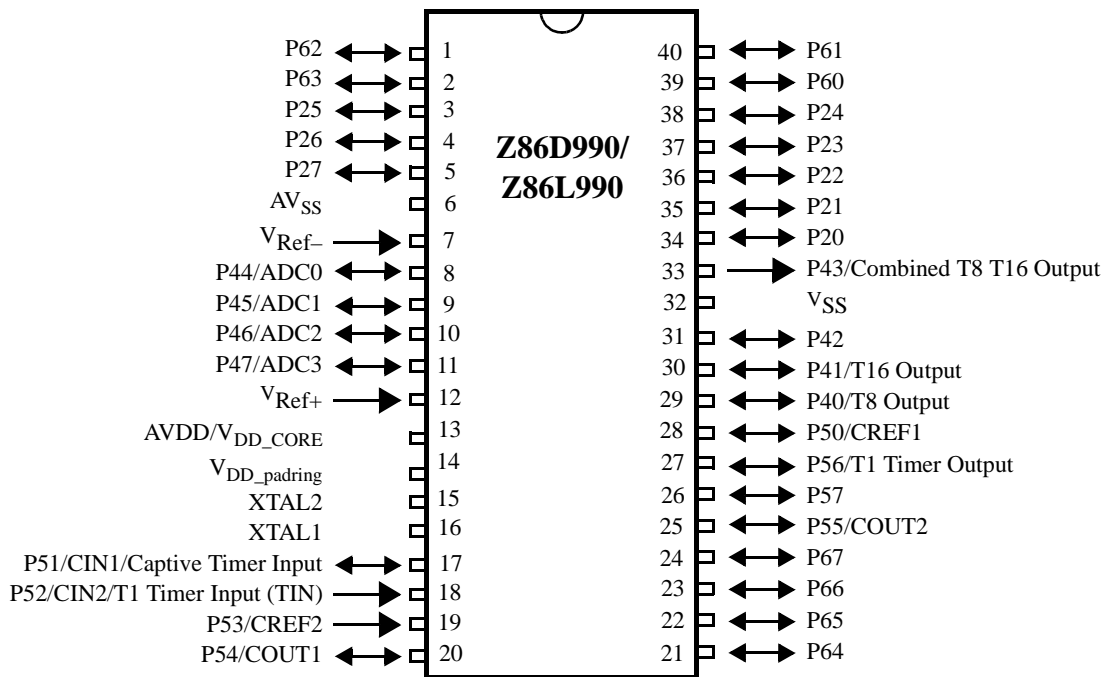 P62 1 40 P61
P63 2 39 P60
P25 3 38 P24
P26 4 37 P23
P27 5 36 P22
AVSS 6 35 P21
VRef– 7 34 P20
P44/ADC0 8 33 P43/Combined T8 T16 Output
P45/ADC1 9 32 VSS
P46/ADC2 10 31 P42
P47/ADC3 11 30 P41/T16 Output
VRef+ 12 29 P40/T8 Output
AVDD/VDD_CORE 13 28 P50/CREF1
VDD_padring 14 27 P56/T1 Timer Output
XTAL2 15 26 P57
XTAL1 16 25 P55/COUT2
P51/CIN1/Captive Timer Input 17 24 P67
P52/CIN2/T1 Timer Input (TIN) 18 23 P66
P53/CREF2 19 22 P65
P54/COUT1 20 21 P64
Z86D990/
Z86L990